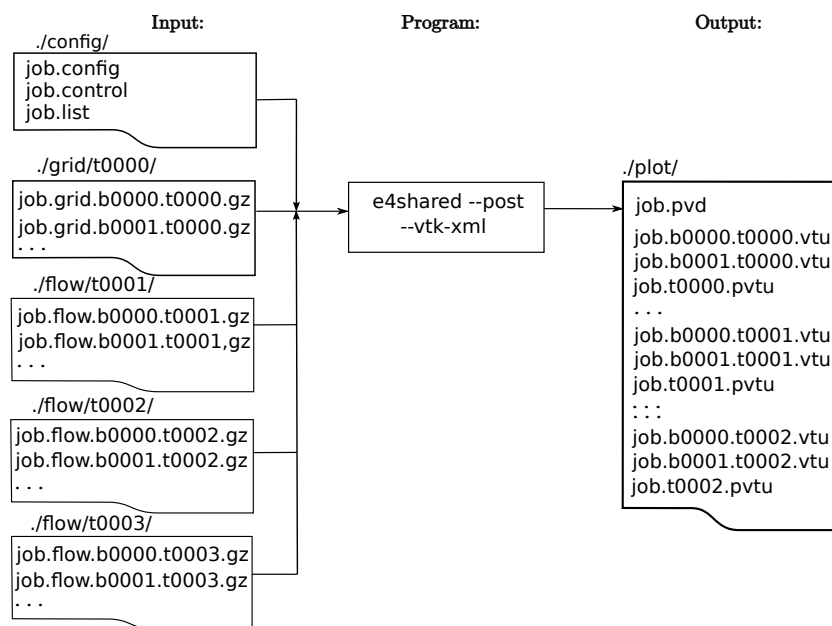 Input:
Program:
Output:
./config/
job.config
job.control
job.list
./grid/t0000/
job.grid.b0000.t0000.gz
job.grid.b0001.t0000.gz
...
./flow/t0001/
job.flow.b0000.t0001.gz
job.flow.b0001.t0001,gz
...
./flow/t0002/
job.flow.b0000.t0002.gz
job.flow.b0001.t0002.gz
...
./flow/t0003/
job.flow.b0000.t0003.gz
job.flow.b0001.t0003.gz
...
e4shared --post
--vtk-xml
./plot/
job.pvd
job.b0000.t0000.vtu
job.b0001.t0000.vtu
job.t0000.pvtu
...
job.b0000.t0001.vtu
job.b0001.t0001.vtu
job.t0001.pvtu
:::
job.b0000.t0002.vtu
job.b0001.t0002.vtu
job.t0002.pvtu